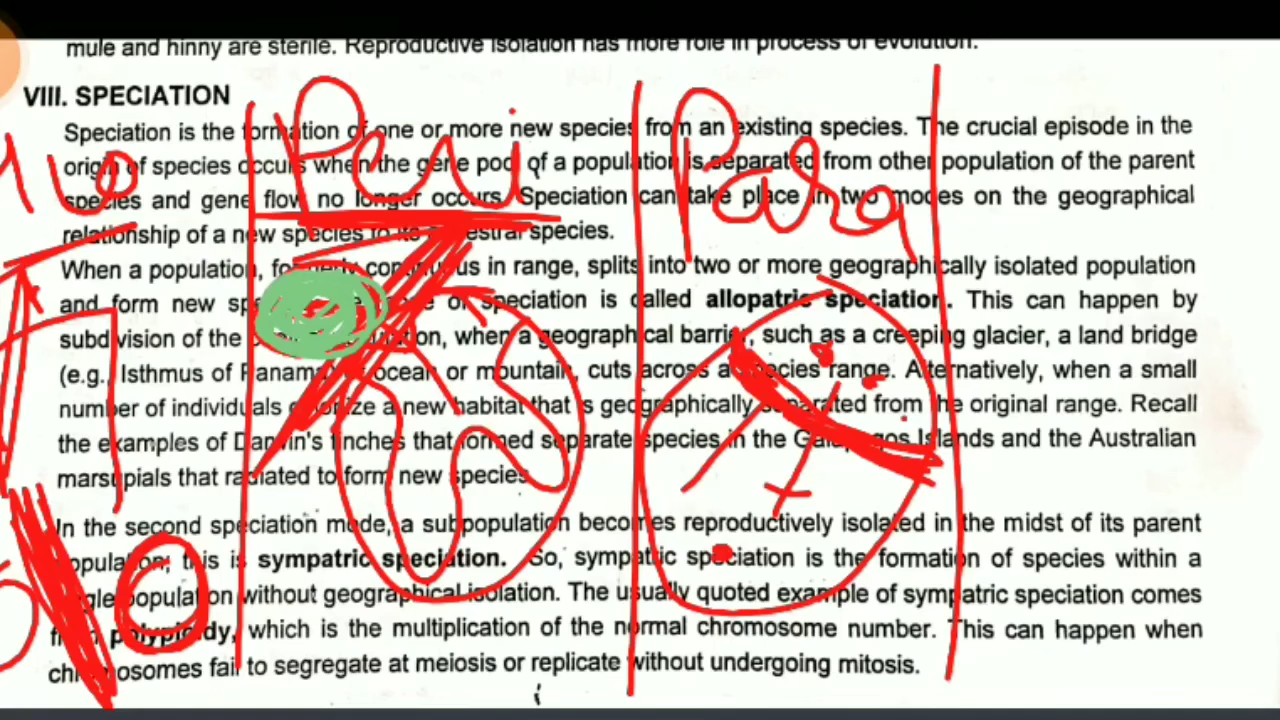 mule and hinny are sterile. Reproductive isolation has more role in process of evolution.
VIII. SPECIATION
Speciation is the formation of one or more new species from an existing species. The crucial episode in the
origin of species occurs when the gene pool of a population is separated from other population of the parent
species and gene flow no longer occurs. Speciation can take place in two modes on the geographical
relationship of a new species to its ancestral species.
When a population, formerly continuous in range, splits into two or more geographically isolated population
and form new species is called allopatric speciation. This can happen by
subdivision of the population, when a geographical barrier, such as a creeping glacier, a land bridge
(e.g., Isthmus of Panama), ocean or mountain, cuts across a species range. Alternatively, when a small
number of individuals colonize a new habitat that is geographically separated from the original range. Recall
the examples of Darwin's finches that formed separate species in the Galapagos Islands and the Australian
marsupials that radiated to form new species.
In the second speciation mode, a subpopulation becomes reproductively isolated in the midst of its parent
population; this is sympatric speciation. So, sympatric speciation is the formation of species within a
single population without geographical isolation. The usually quoted example of sympatric speciation comes
from polyploidy, which is the multiplication of the normal chromosome number. This can happen when
chromosomes fail to segregate at meiosis or replicate without undergoing mitosis.
Peri
Para